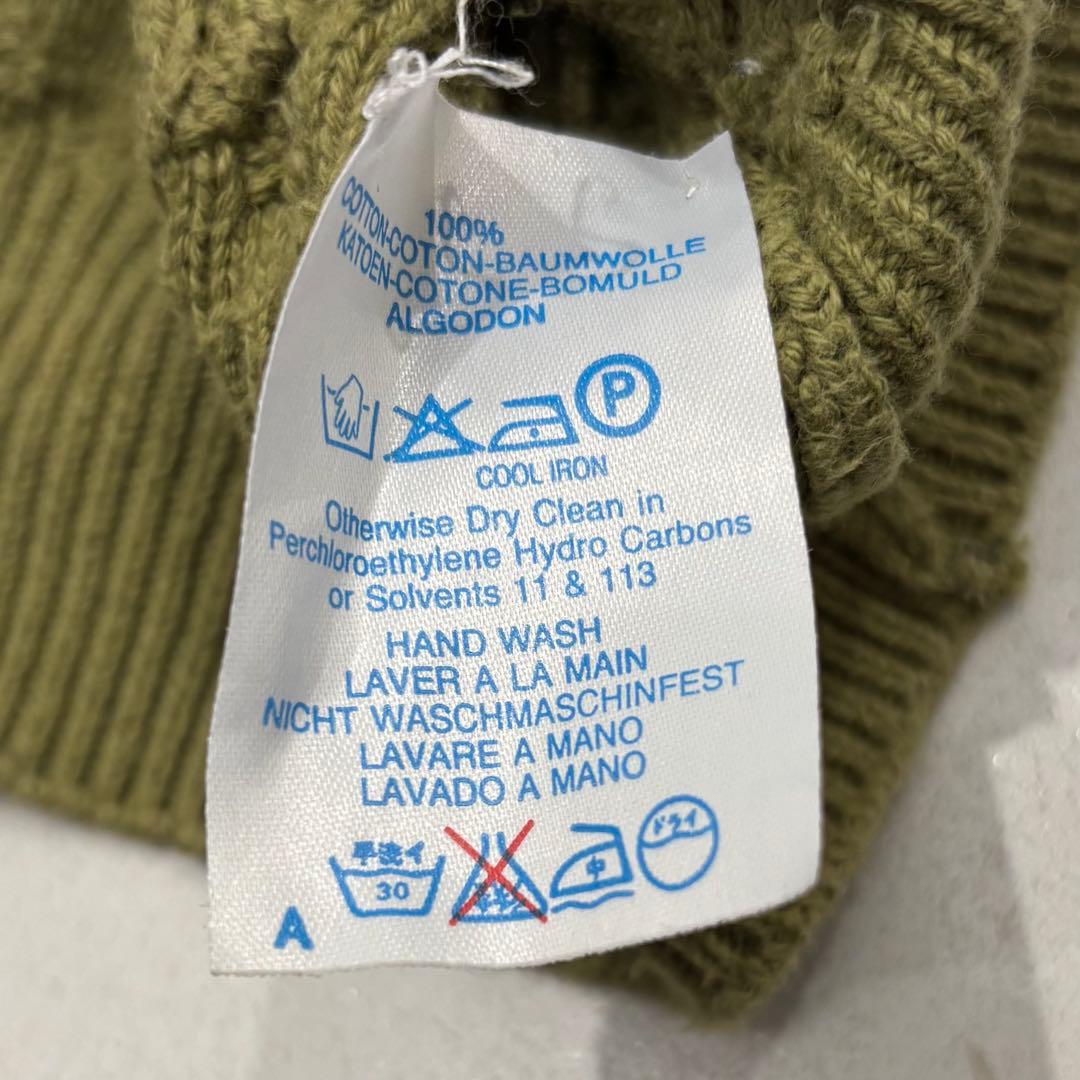 100%
COTTON-COTON-BAUMWOLLE
KATOEN-COTONE-BOMULD
ALGODON
P
COOL IRON
Otherwise Dry Clean in
Perchloroethylene Hydro Carbons
or Solvents 11 & 113
HAND WASH
LAVER A LA MAIN
NICHT WASCHMASCHINFEST
LAVARE A MANO
LAVADO A MANO
手洗イ
30
中
ドライ
A